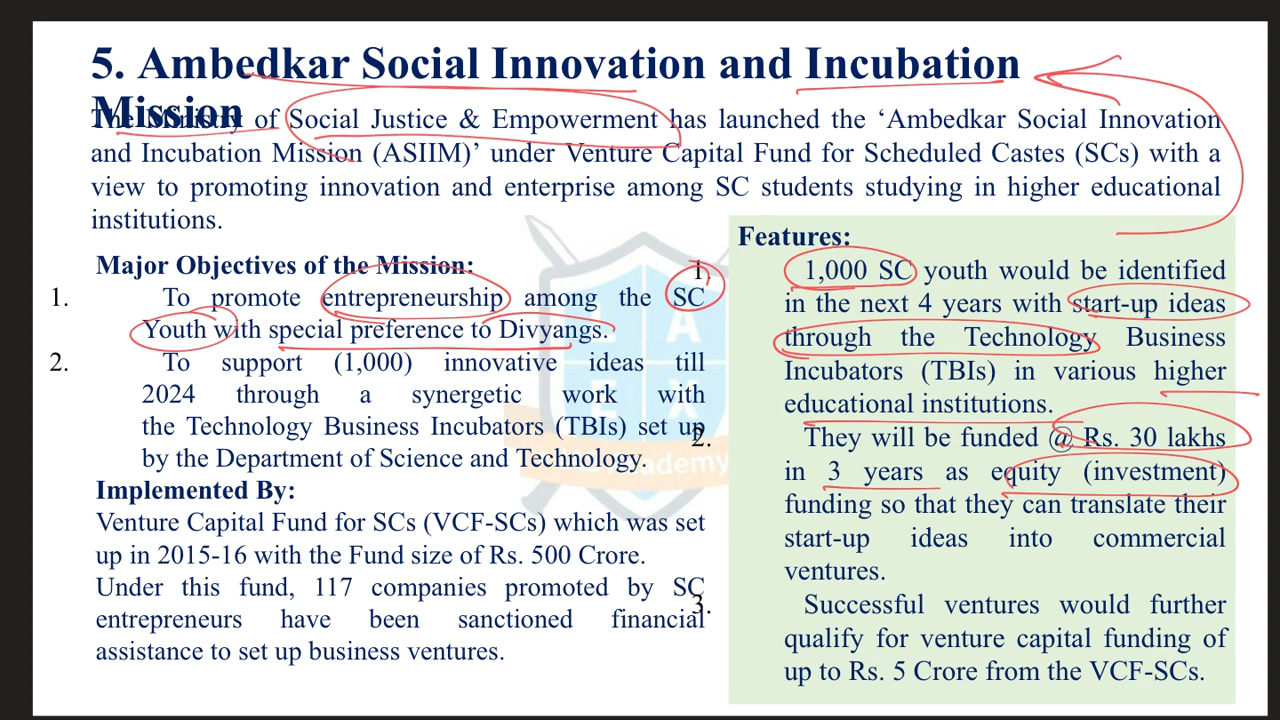 5. Ambedkar Social Innovation and Incubation
Mission
The Ministry of Social Justice & Empowerment has launched the ‘Ambedkar Social Innovation
and Incubation Mission (ASIIM)’ under Venture Capital Fund for Scheduled Castes (SCs) with a
view to promoting innovation and enterprise among SC students studying in higher educational
institutions.
Major Objectives of the Mission:
1. To promote entrepreneurship among the SC
Youth with special preference to Divyangs.
2. To support (1,000) innovative ideas till
2024 through a synergetic work with
the Technology Business Incubators (TBIs) set up
by the Department of Science and Technology.
Implemented By:
Venture Capital Fund for SCs (VCF-SCs) which was set
up in 2015-16 with the Fund size of Rs. 500 Crore.
Under this fund, 117 companies promoted by SC
entrepreneurs have been sanctioned financial
assistance to set up business ventures.
Features:
1. 1,000 SC youth would be identified
in the next 4 years with start-up ideas
through the Technology Business
Incubators (TBIs) in various higher
educational institutions.
2. They will be funded @ Rs. 30 lakhs
in 3 years as equity (investment)
funding so that they can translate their
start-up ideas into commercial
ventures.
3. Successful ventures would further
qualify for venture capital funding of
up to Rs. 5 Crore from the VCF-SCs.